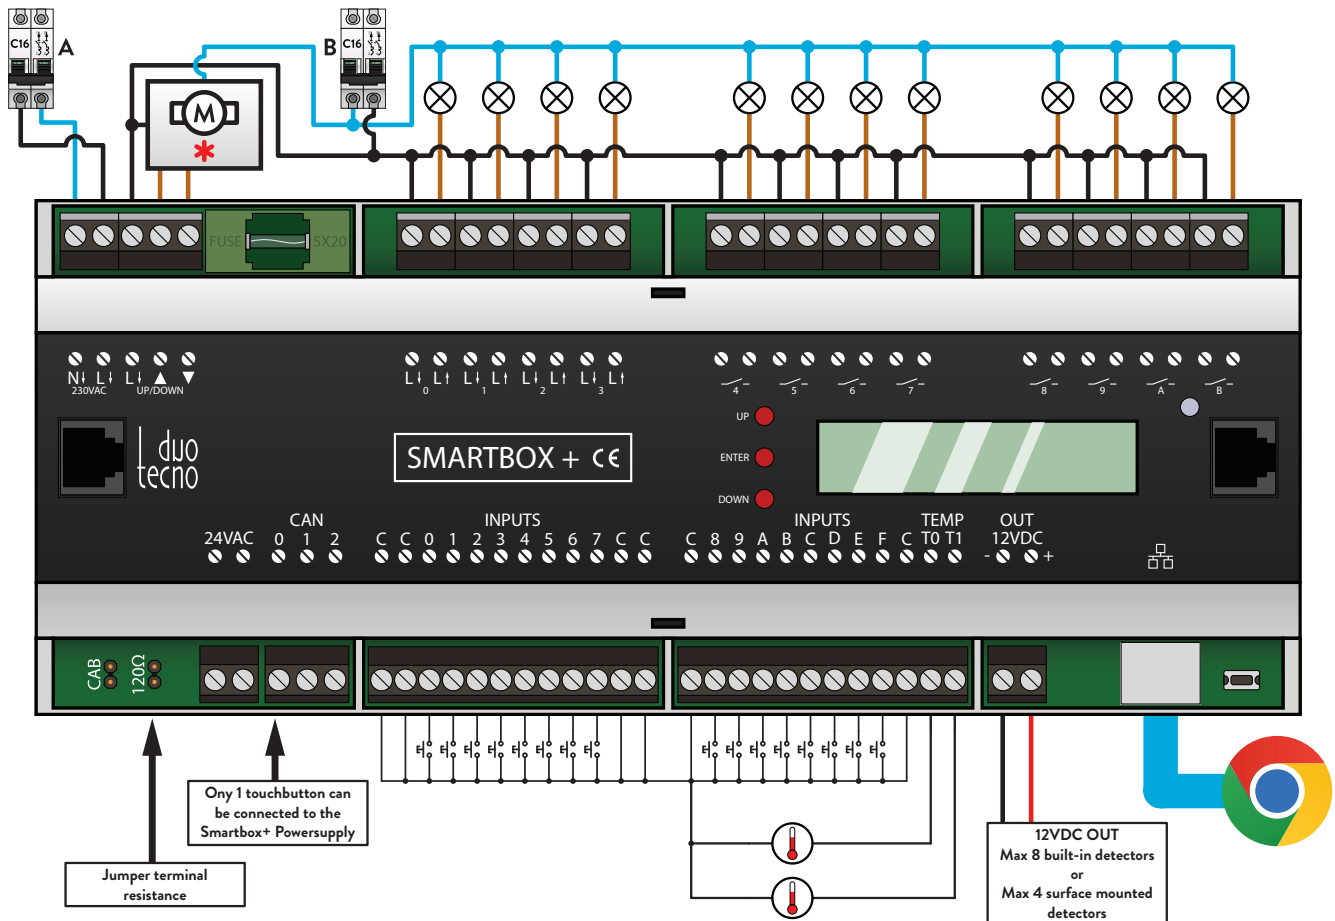 C16 A
B C16
M
*
FUSE 5X20
N L L ▲ ▼
230VAC UP/DOWN
L L L L L L L L
0 1 2 3
4 5 6 7
8 9 A B
duo
tecno
SMARTBOX + CE
UP
ENTER
DOWN
24VAC
CAN
0 1 2
INPUTS
C C 0 1 2 3 4 5 6 7 C C
INPUTS
C 8 9 A B C D E F C
TEMP
T0 T1
OUT
12VDC
- +
CAB
120Ω
Ony 1 touchbutton can
be connected to the
Smartbox+ Powersupply
Jumper terminal
resistance
12VDC OUT
Max 8 built-in detectors
or
Max 4 surface mounted
detectors